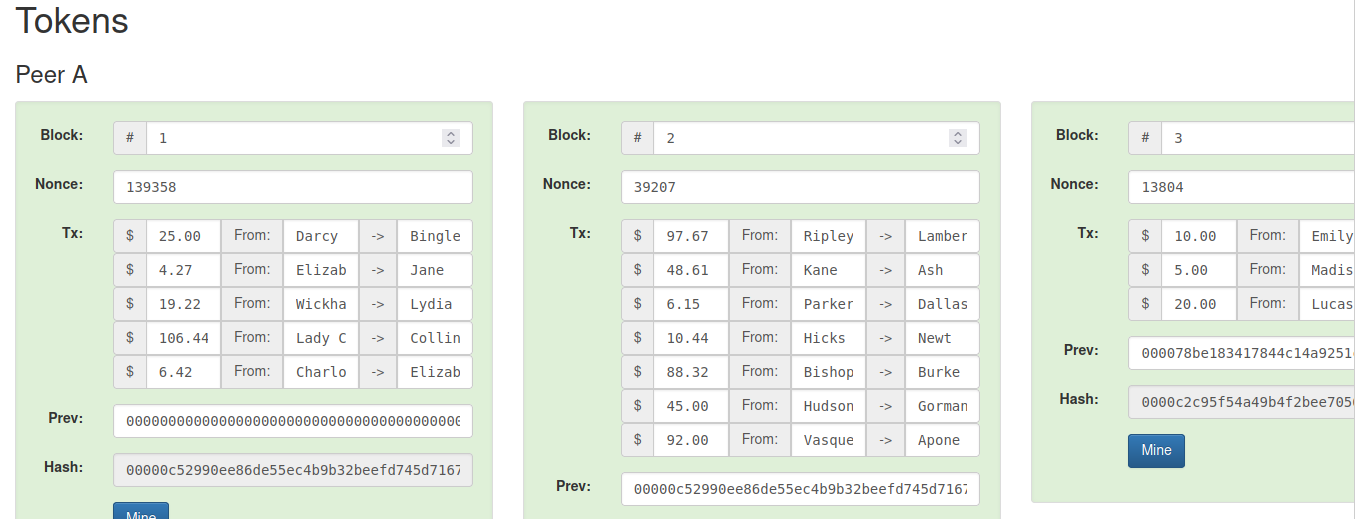 Tokens
Peer A
Block: # 1
Nonce: 139358
Tx: $ 25.00 From: Darcy -> Bingle
$ 4.27 From: Elizab -> Jane
$ 19.22 From: Wickha -> Lydia
$ 106.44 From: Lady C -> Collin
$ 6.42 From: Charlo -> Elizab
Prev: 0000000000000000000000000000000000000000
Hash: 00000c52990ee86de55ec4b9b32beefd745d7167
Mine
Block: # 2
Nonce: 39207
Tx: $ 97.67 From: Ripley -> Lamber
$ 48.61 From: Kane -> Ash
$ 6.15 From: Parker -> Dallas
$ 10.44 From: Hicks -> Newt
$ 88.32 From: Bishop -> Burke
$ 45.00 From: Hudson -> Gorman
$ 92.00 From: Vasque -> Apone
Prev: 00000c52990ee86de55ec4b9b32beefd745d7167
Block: # 3
Nonce: 13804
Tx: $ 10.00 From: Emily
$ 5.00 From: Madis
$ 20.00 From: Lucas
Prev: 000078be183417844c14a9251
Hash: 0000c2c95f54a49b4f2bee705
Mine